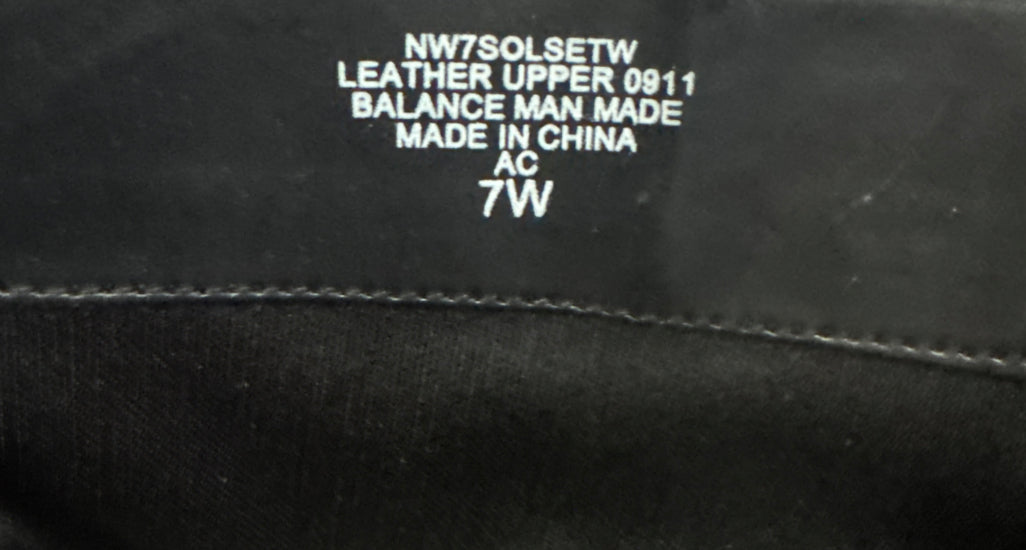 NW7SOLSETW
LEATHER UPPER 0911
BALANCE MAN MADE
MADE IN CHINA
AC
7W